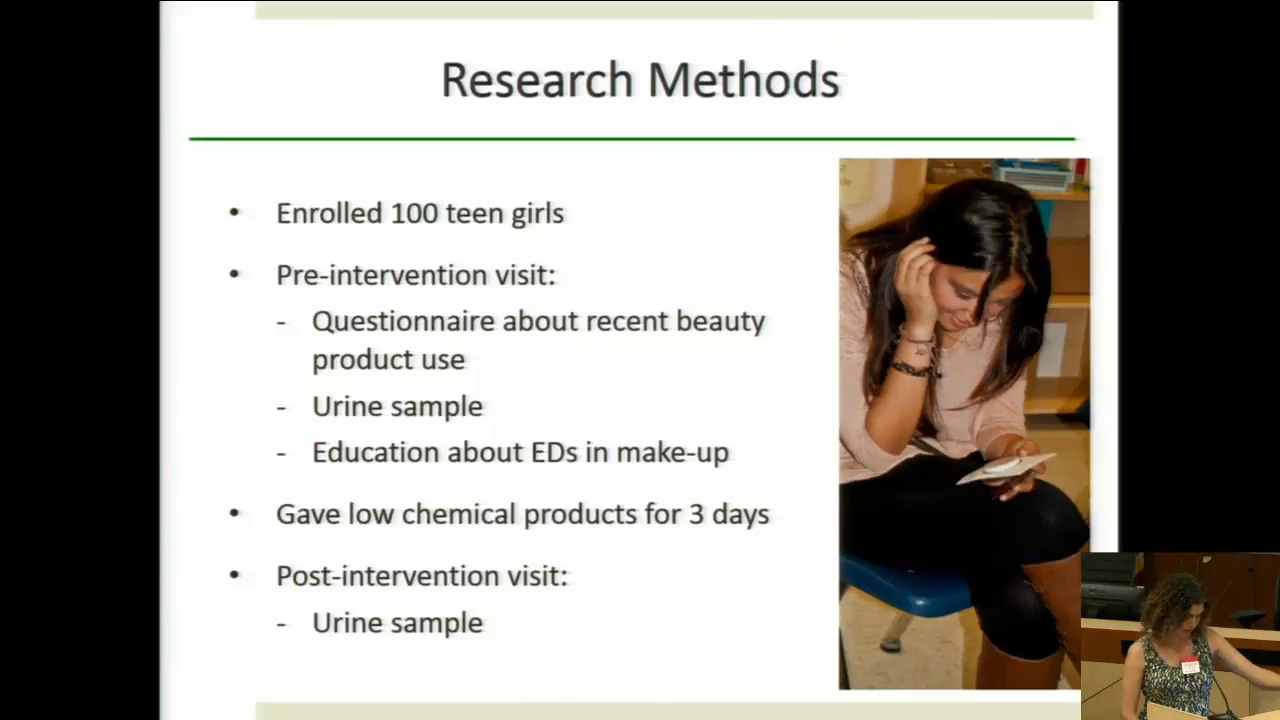 Research Methods
• Enrolled 100 teen girls
• Pre-intervention visit:
- Questionnaire about recent beauty
product use
- Urine sample
- Education about EDs in make-up
• Gave low chemical products for 3 days
• Post-intervention visit:
- Urine sample